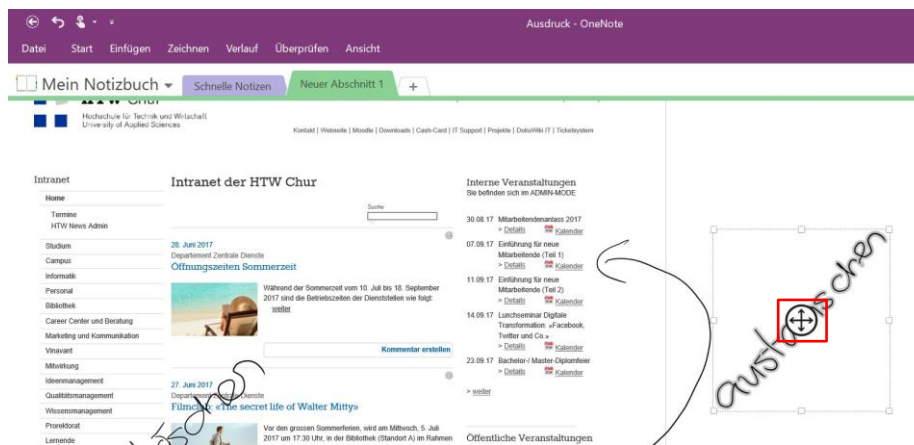 Ausdruck - OneNote
Datei Start Einfügen Zeichnen Verlauf Überprüfen Ansicht
Mein Notizbuch Schnelle Notizen Neuer Abschnitt 1 +
Hochschule für Technik und Wirtschaft
University of Applied Sciences
Kontakt | Webseite | Moodle | Downloads | Cash-Card | IT Support | Projekte | DokuWiki IT | Ticketsystem
Intranet
Home
Termine
HTW News Admin
Studium
Campus
Informatik
Personal
Bibliothek
Career Center und Beratung
Marketing und Kommunikation
Vinavant
Mitwirkung
Ideenmanagement
Qualitätsmanagement
Wissensmanagement
Prorektorat
Lernende
Intranet der HTW Chur
Suche
28. Juni 2017
Departement Zentrale Dienste
Öffnungszeiten Sommerzeit
Während der Sommerzeit vom 10. Juli bis 18. September
2017 sind die Betriebszeiten der Dienststellen wie folgt:
weiter
Kommentar erstellen
27. Juni 2017
Departement Zentrale Dienste
Filmclub: «The secret life of Walter Mitty»
Vor den grossen Sommerferien, wird am Mittwoch, 5. Juli
2017 um 17:30 Uhr, in der Bibliothek (Standort A) im Rahmen
Interne Veranstaltungen
Sie befinden sich im ADMIN-MODE
30.08.17 Mitarbeitendenanlass 2017
> Details Kalender
07.09.17 Einführung für neue
Mitarbeitende (Teil 1)
> Details Kalender
11.09.17 Einführung für neue
Mitarbeitende (Teil 2)
> Details Kalender
14.09.17 Lunchseminar Digitale
Transformation: «Facebook,
Twitter und Co.»
> Details Kalender
23.09.17 Bachelor-/ Master-Diplomfeier
> Details Kalender
> weiter
Öffentliche Veranstaltungen
austauschen